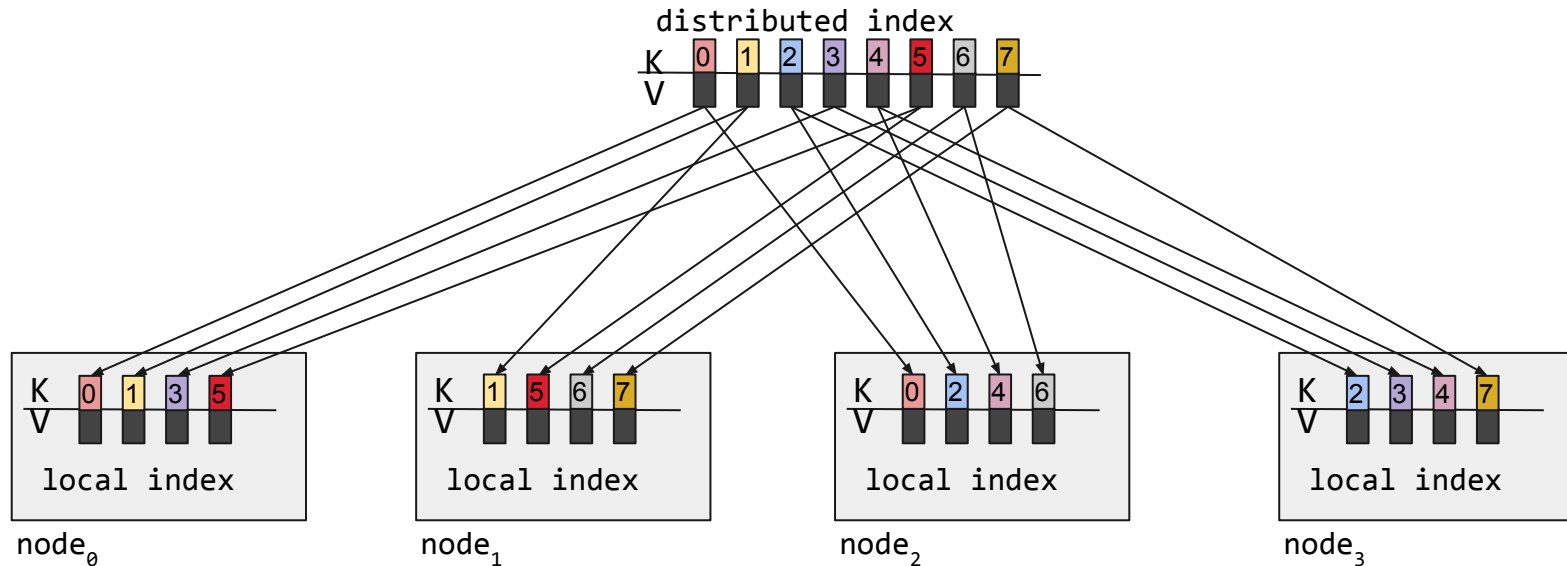 distributed index
K 0 1 2 3 4 5 6 7
V
K 0 1 3 5
V
local index
node0
K 1 5 6 7
V
local index
node1
K 0 2 4 6
V
local index
node2
K 2 3 4 7
V
local index
node3